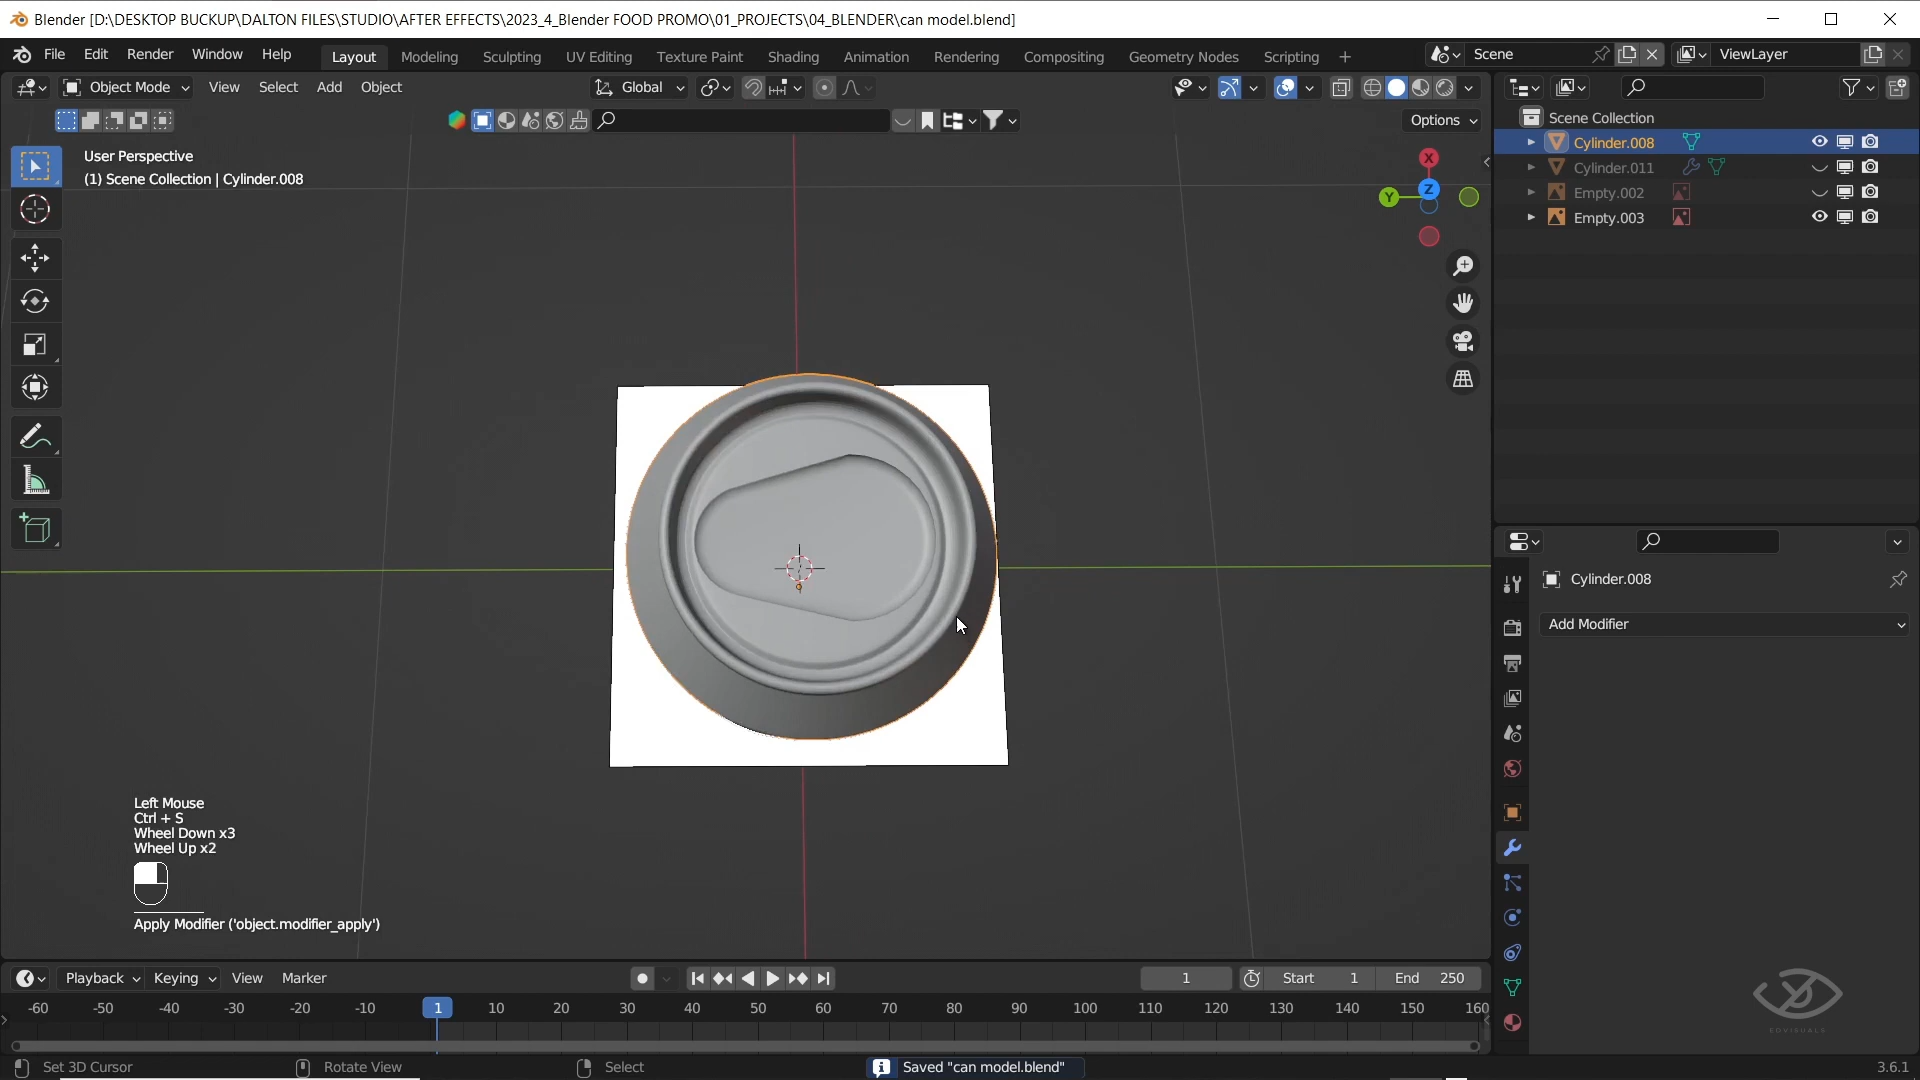 Blender [D:\DESKTOP BUCKUP\DALTON FILES\STUDIO\AFTER EFFECTS\2023_4_Blender FOOD PROMO\01_PROJECTS\04_BLENDER\can model.blend]
File Edit Render Window Help Layout Modeling Sculpting UV Editing Texture Paint Shading Animation Rendering Compositing Geometry Nodes Scripting + Scene ViewLayer
Object Mode View Select Add Object Global
Options
User Perspective
(1) Scene Collection | Cylinder.008
X
Y
Z
Scene Collection
Cylinder.008
Cylinder.011
Empty.002
Empty.003
Cylinder.008
Add Modifier
Left Mouse
Ctrl + S
Wheel Down x3
Wheel Up x2
Apply Modifier ('object.modifier_apply')
Playback Keying View Marker 1 Start 1 End 250
-60 -50 -40 -30 -20 -10 1 10 20 30 40 50 60 70 80 90 100 110 120 130 140 150 160
EDVISUALS
Set 3D Cursor Rotate View Select Saved "can model.blend" 3.6.1